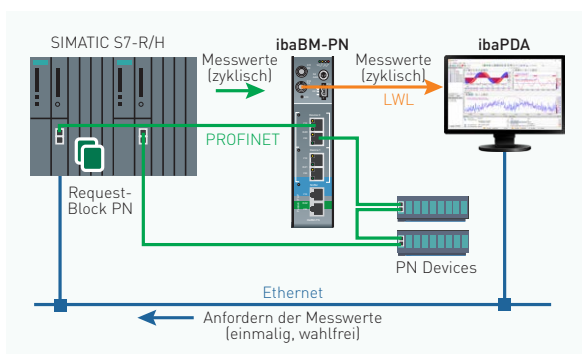 SIMATIC S7-R/H
Messwerte
(zyklisch)
ibaBM-PN
Messwerte
(zyklisch)
LWL
ibaPDA
PROFINET
Request-
Block PN
PN Devices
Ethernet
Anfordern der Messwerte
(einmalig, wahlfrei)